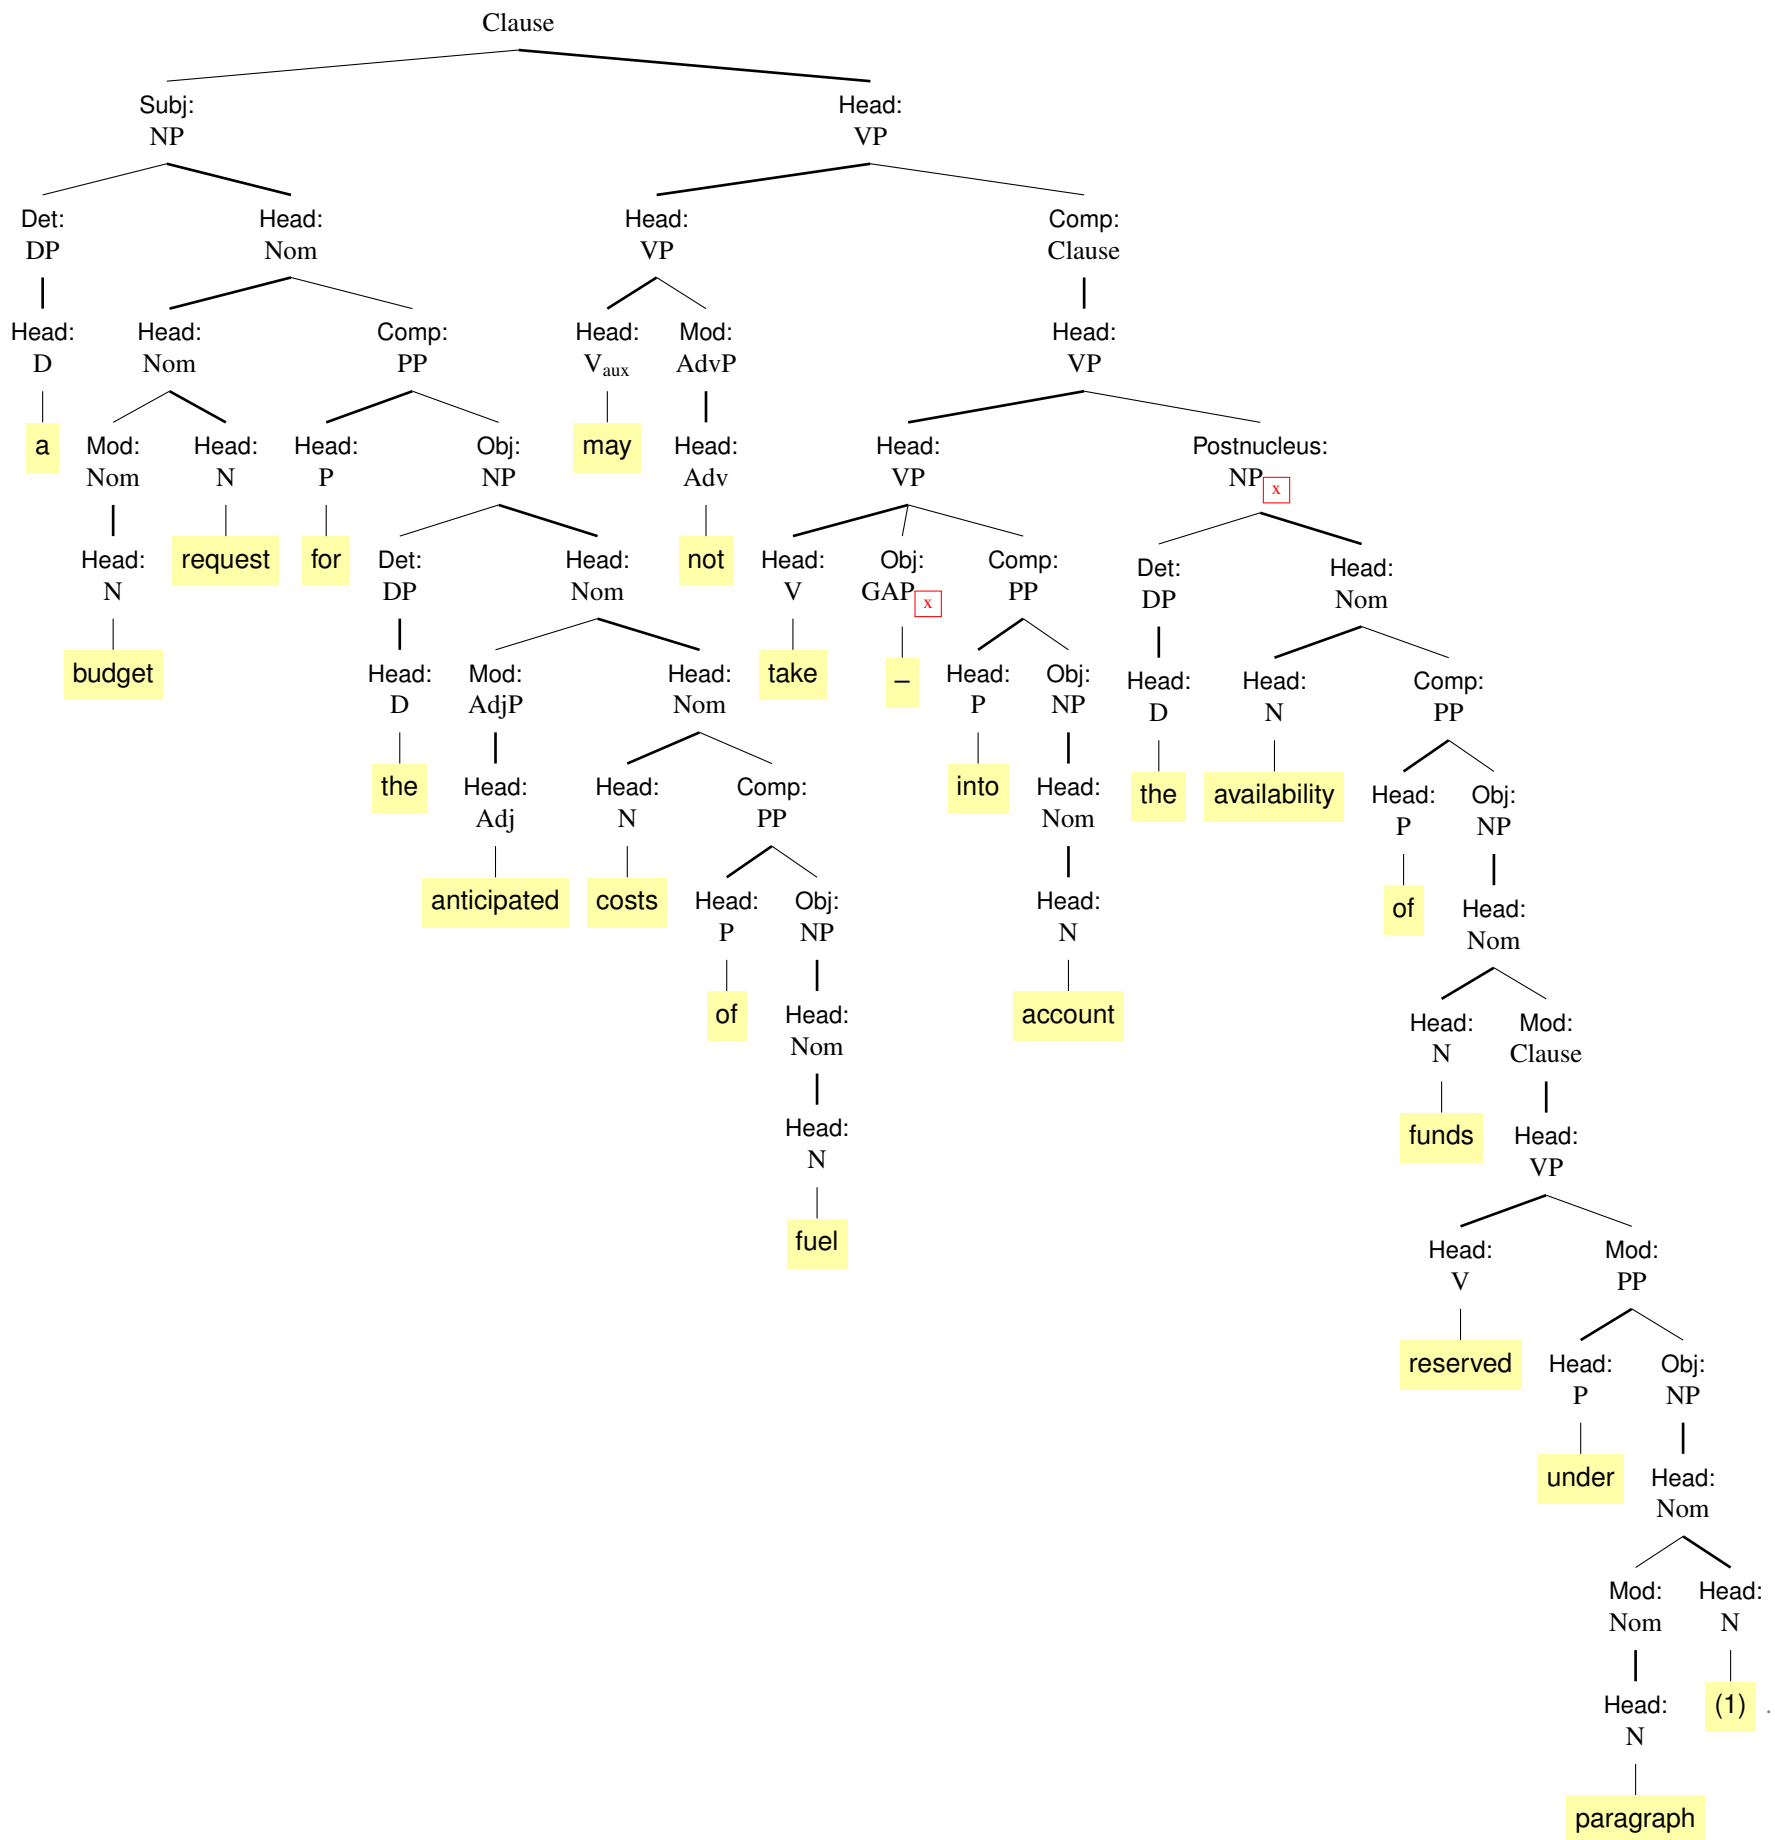 Clause
Subj: Head:
NP VP
Det: Head: Head: Comp:
DP Nom VP Clause
Head: Head: Comp: Head: Mod: Head:
D Nom PP Vaux AdvP VP
a Mod: Head: Head: Obj: may Head: Head: Postnucleus:
Nom N P NP Adv VP NP x
Head: request for Det: Head: not Head: Obj: Comp: Det: Head:
N DP Nom V GAP x PP DP Nom
budget Head: Mod: Head: take – Head: Obj: Head: Head: Comp:
D AdjP Nom P NP D N PP
the Head: Head: Comp: into Head: the availability Head: Obj:
Adj N PP Nom P NP
anticipated costs Head: Obj: Head: of Head:
P NP N Nom
of Head: account Head: Mod:
Nom N Clause
Head: funds Head:
N VP
fuel Head: Mod:
V PP
reserved Head: Obj:
P NP
under Head:
Nom
Mod: Head:
Nom N
Head: (1) .
N
paragraph